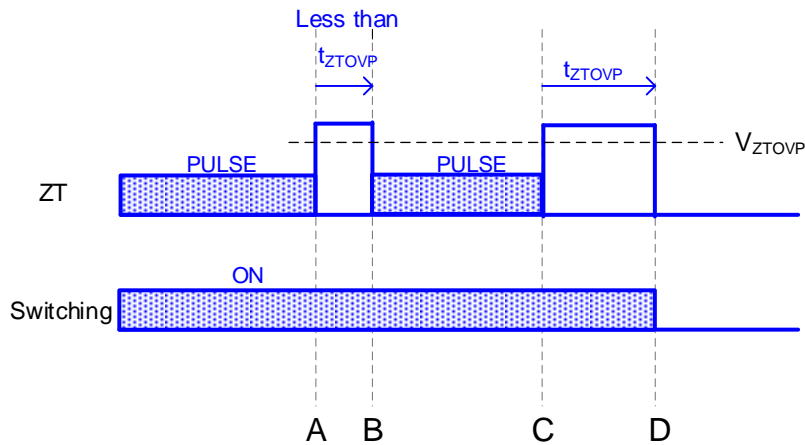 Less than
tZTOVP
tZTOVP
VZTOVP
PULSE
PULSE
ZT
ON
Switching
A
B
C
D